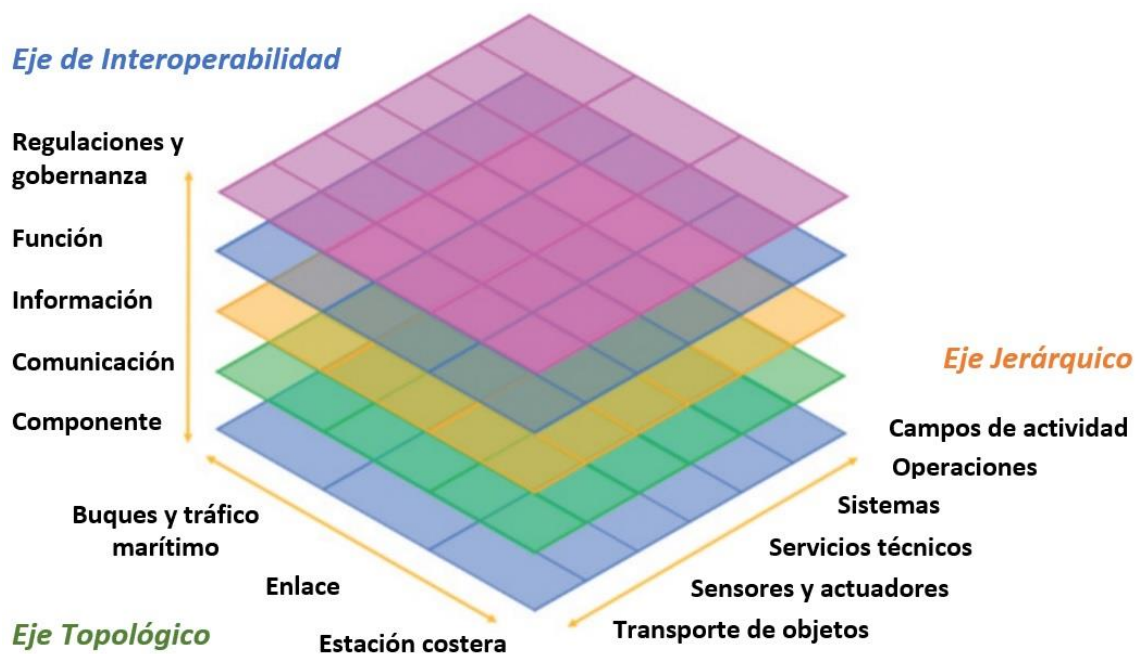 Eje de Interoperabilidad
Regulaciones y
gobernanza
Función
Información
Comunicación
Componente
Eje Jerárquico
Campos de actividad
Operaciones
Sistemas
Servicios técnicos
Sensores y actuadores
Transporte de objetos
Buques y tráfico
marítimo
Enlace
Estación costera
Eje Topológico